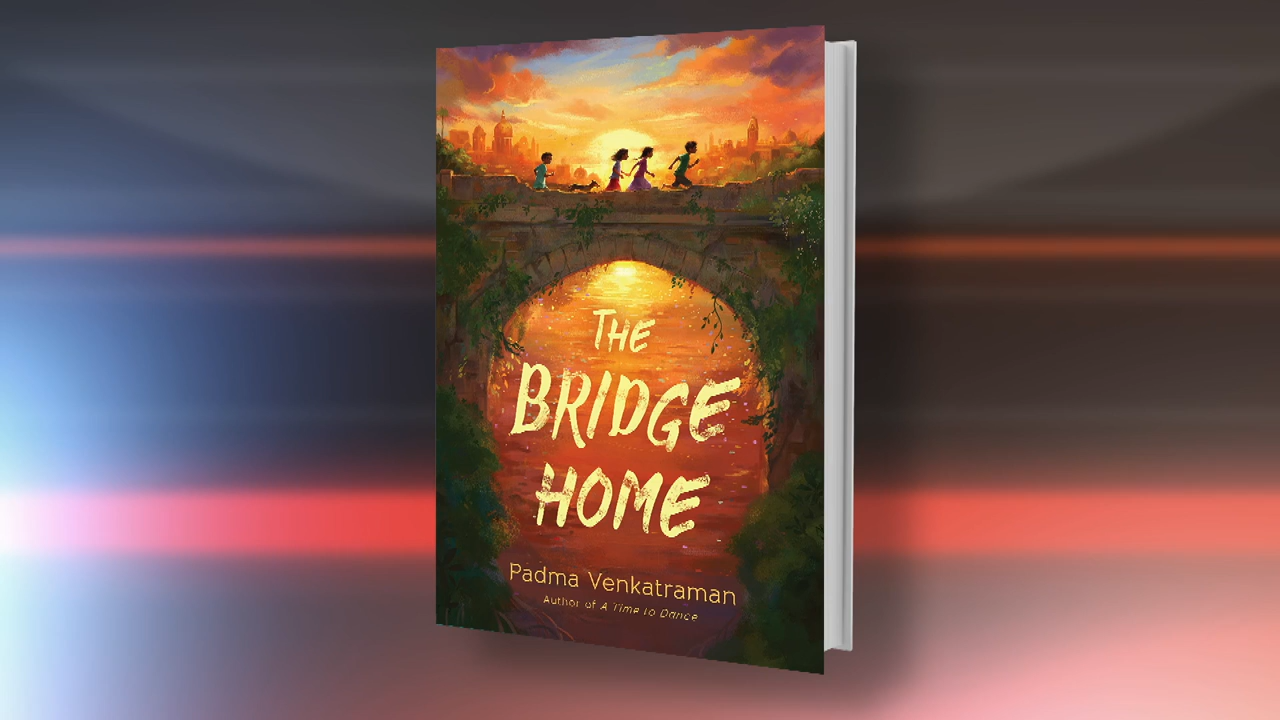 THE
BRIDGE
HOME
Padma Venkatraman
Author of A Time to Dance